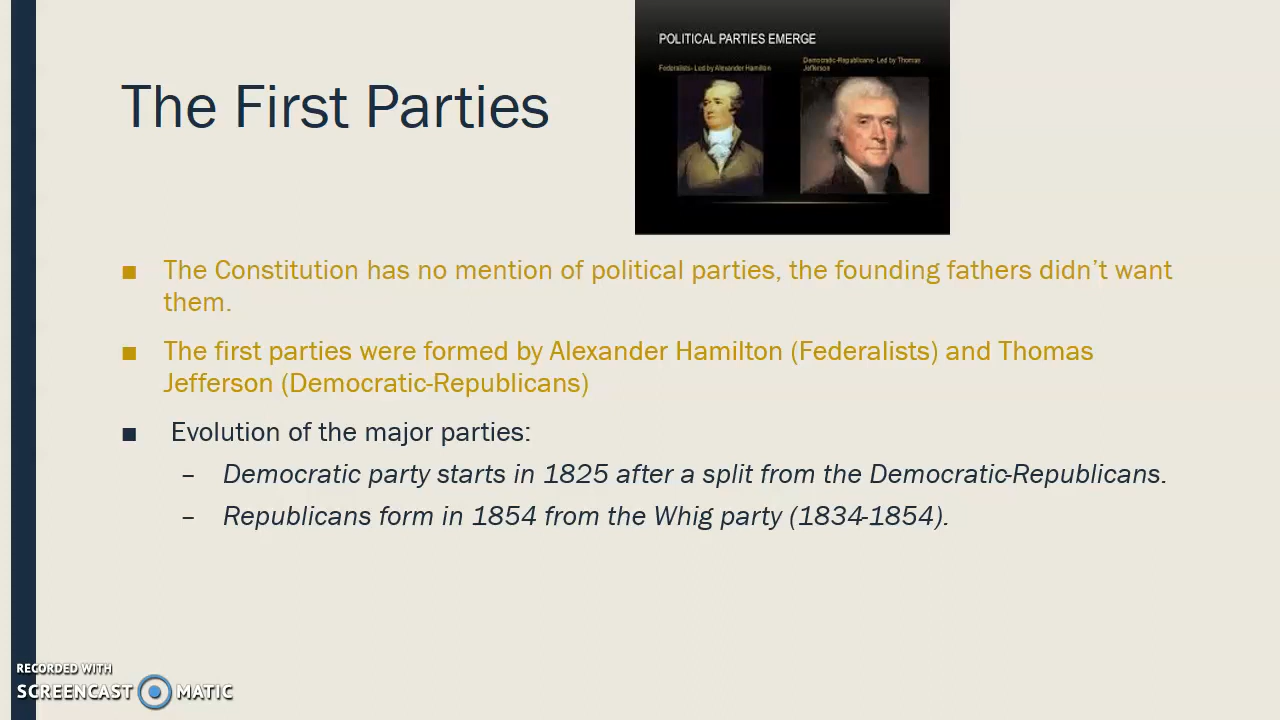 POLITICAL PARTIES EMERGE
Federalists- Led by Alexander Hamilton
Democratic-Republicans- Led by Thomas
Jefferson
The First Parties
■ The Constitution has no mention of political parties, the founding fathers didn’t want
them.
■ The first parties were formed by Alexander Hamilton (Federalists) and Thomas
Jefferson (Democratic-Republicans)
■ Evolution of the major parties:
– Democratic party starts in 1825 after a split from the Democratic-Republicans.
– Republicans form in 1854 from the Whig party (1834-1854).
RECORDED WITH
SCREENCAST MATIC